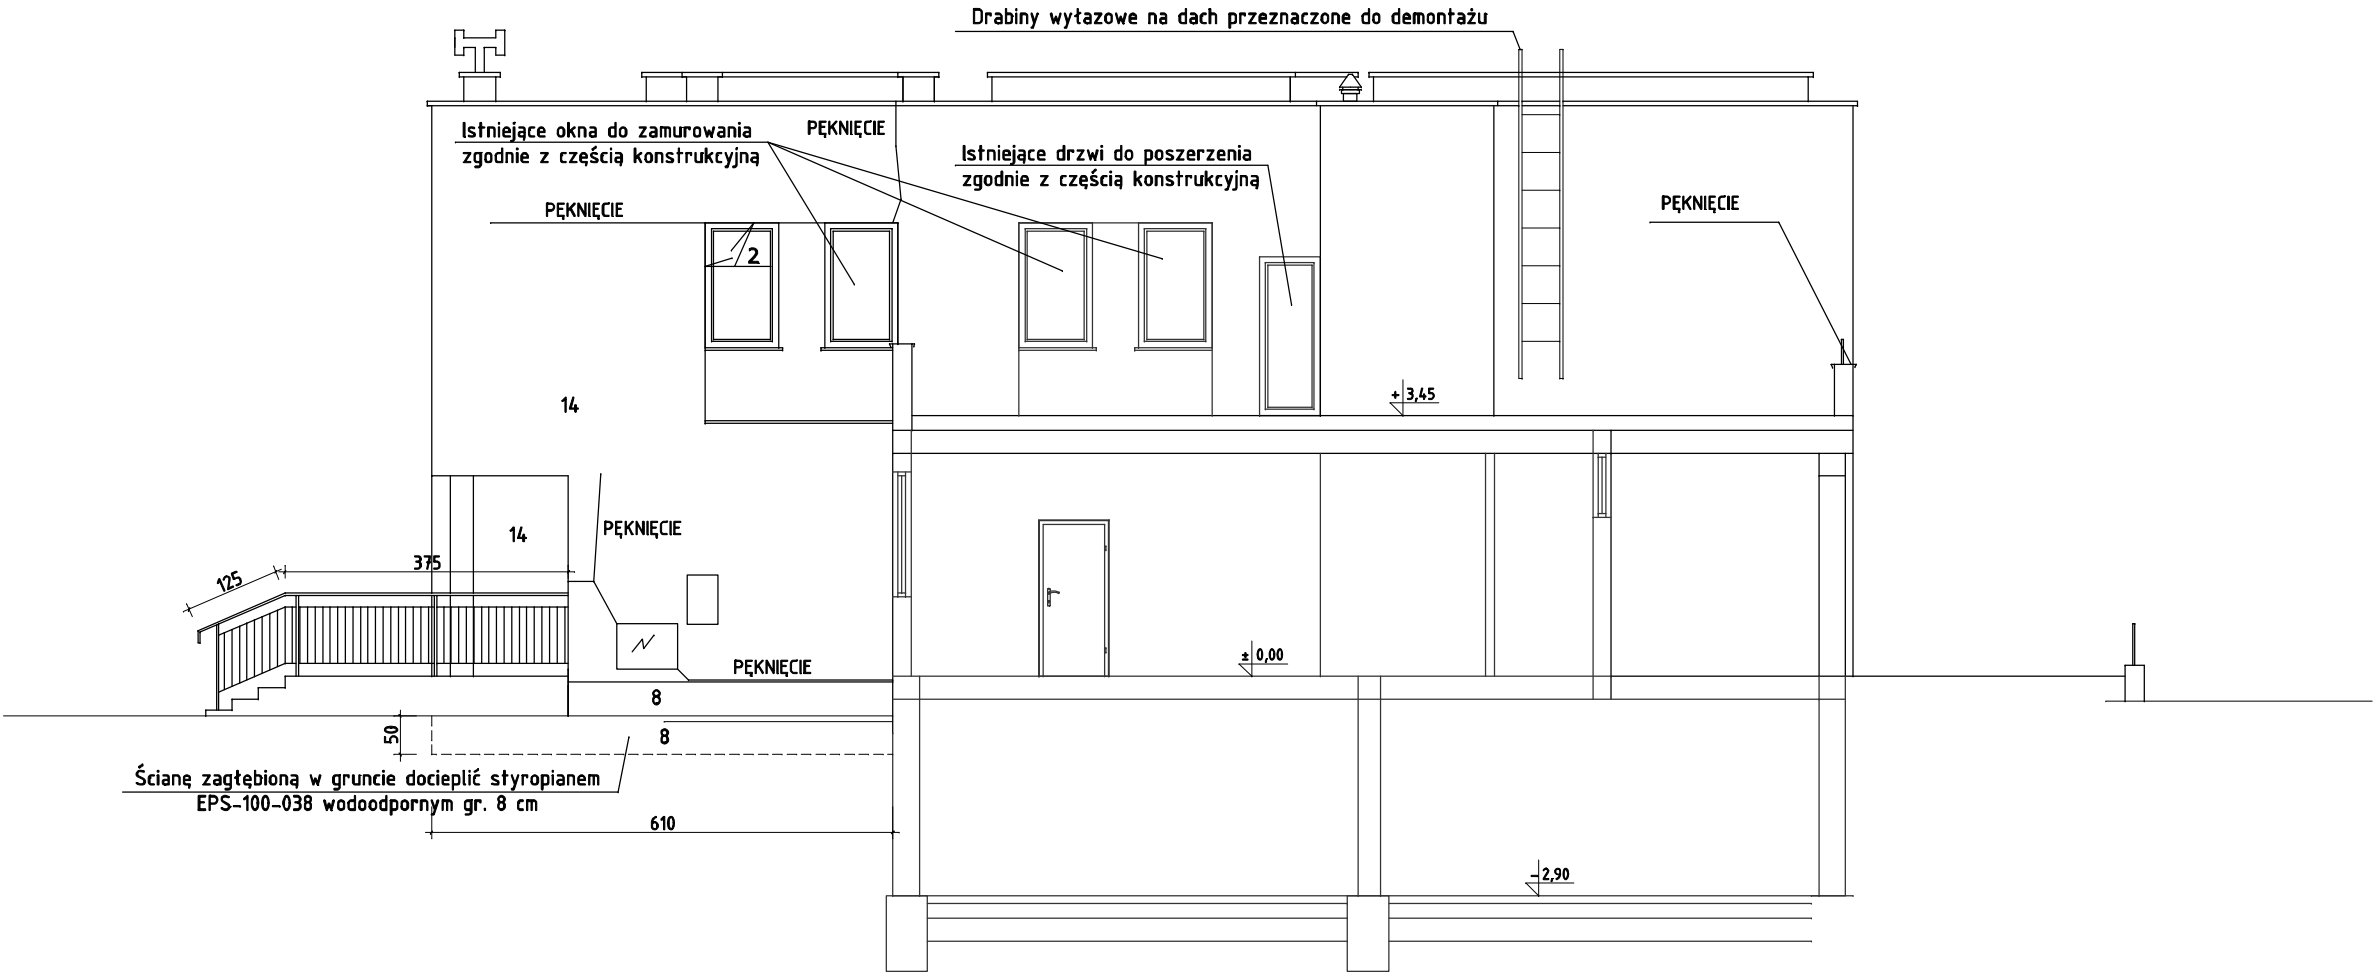 Drabiny wyłazowe na dach przeznaczone do demontażu
Istniejące okna do zamurowania
zgodnie z częścią konstrukcyjną
PĘKNIĘCIE
Istniejące drzwi do poszerzenia
zgodnie z częścią konstrukcyjną
PĘKNIĘCIE
PĘKNIĘCIE
2
14
+ 3,45
14
PĘKNIĘCIE
375
125
± 0,00
PĘKNIĘCIE
8
50
8
Ścianę zagłębioną w gruncie docieplić styropianem
EPS-100-038 wodoodpornym gr. 8 cm
610
-2,90